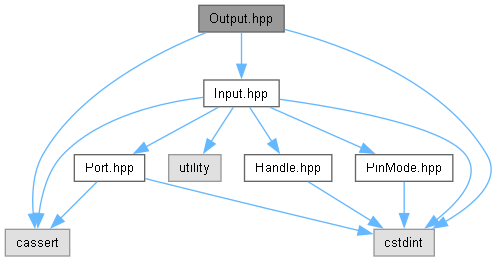 Output.hpp
Input.hpp
Port.hpp
utility
Handle.hpp
PinMode.hpp
cassert
cstdint